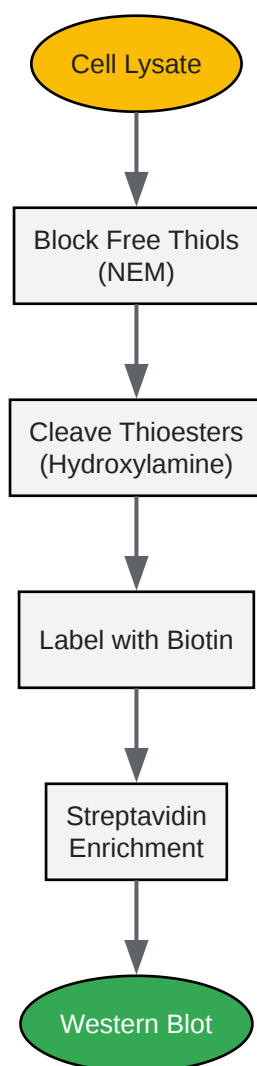 Cell Lysate
Block Free Thiols
(NEM)
Cleave Thioesters
(Hydroxylamine)
Label with Biotin
Streptavidin
Enrichment
Western Blot